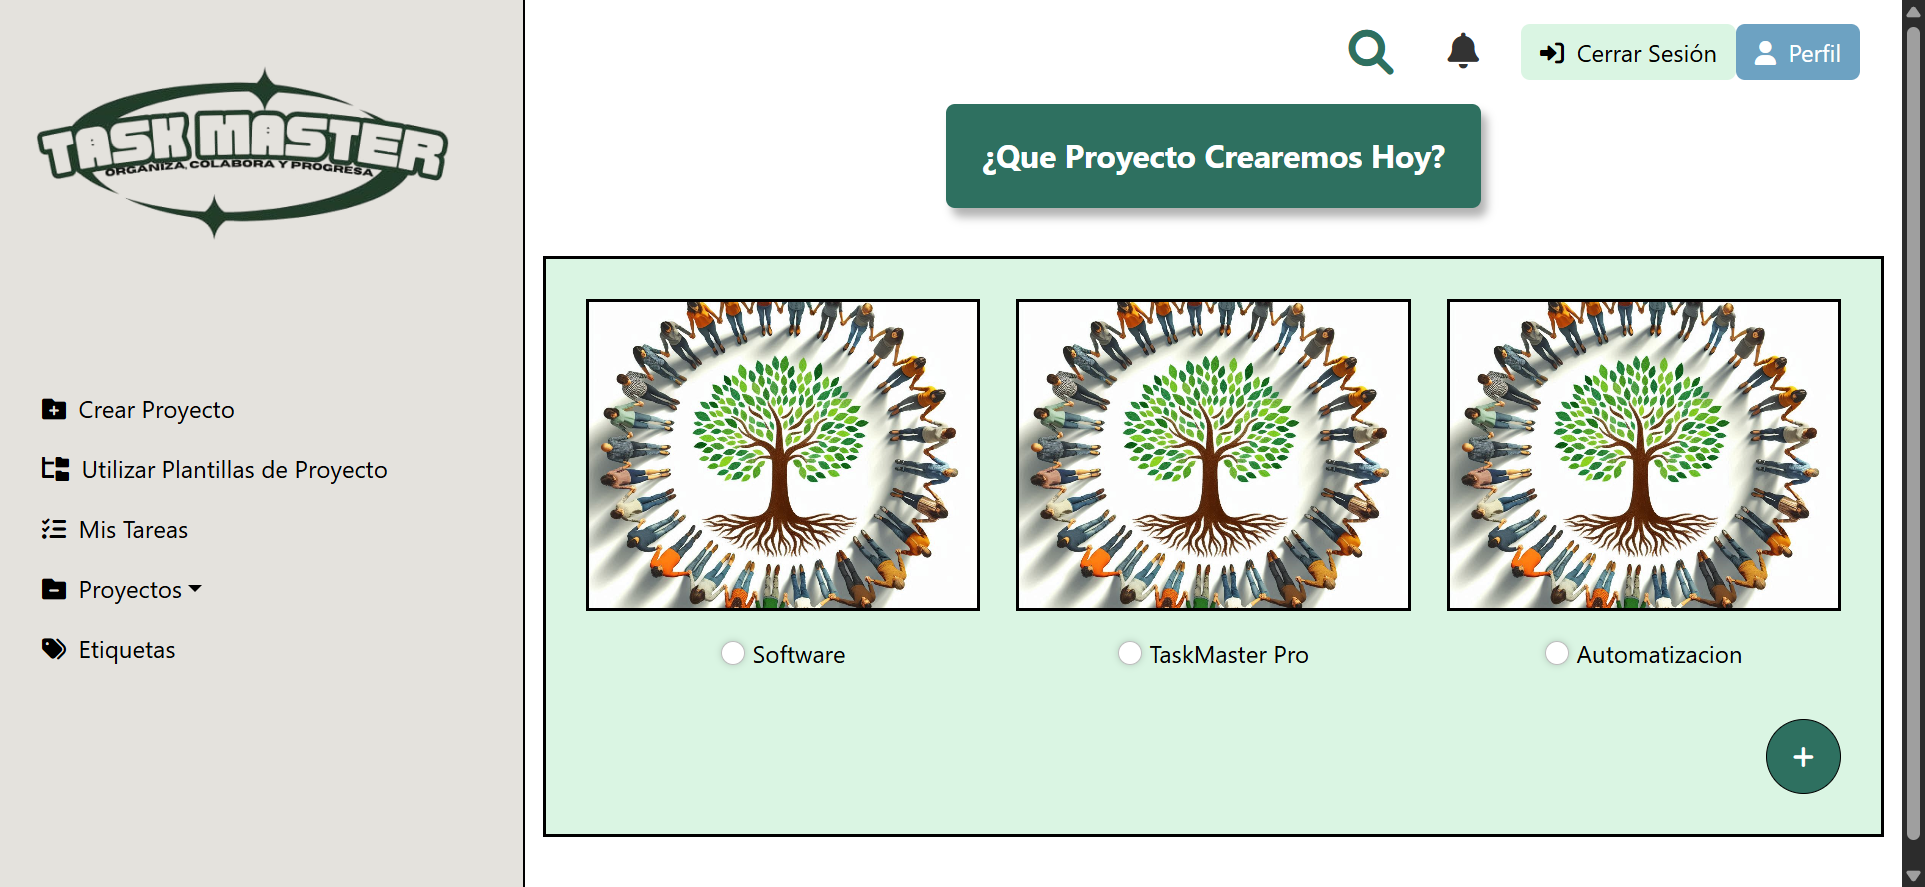 TASK MASTER
ORGANIZA, COLABORA Y PROGRESA
Crear Proyecto
Utilizar Plantillas de Proyecto
Mis Tareas
Proyectos
Etiquetas
Cerrar Sesión
Perfil
¿Que Proyecto Crearemos Hoy?
Software
TaskMaster Pro
Automatizacion